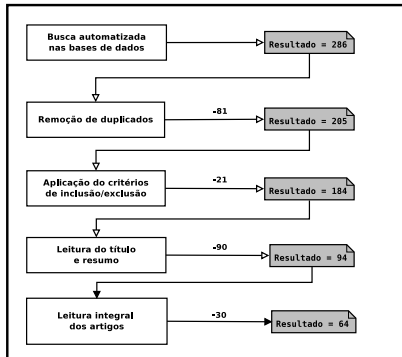 Busca automatizada
nas bases de dados
Resultado = 286
Remoção de duplicados
-81
Resultado = 205
Aplicação do critérios
de inclusão/exclusão
-21
Resultado = 184
Leitura do título
e resumo
-90
Resultado = 94
Leitura integral
dos artigos
-30
Resultado = 64